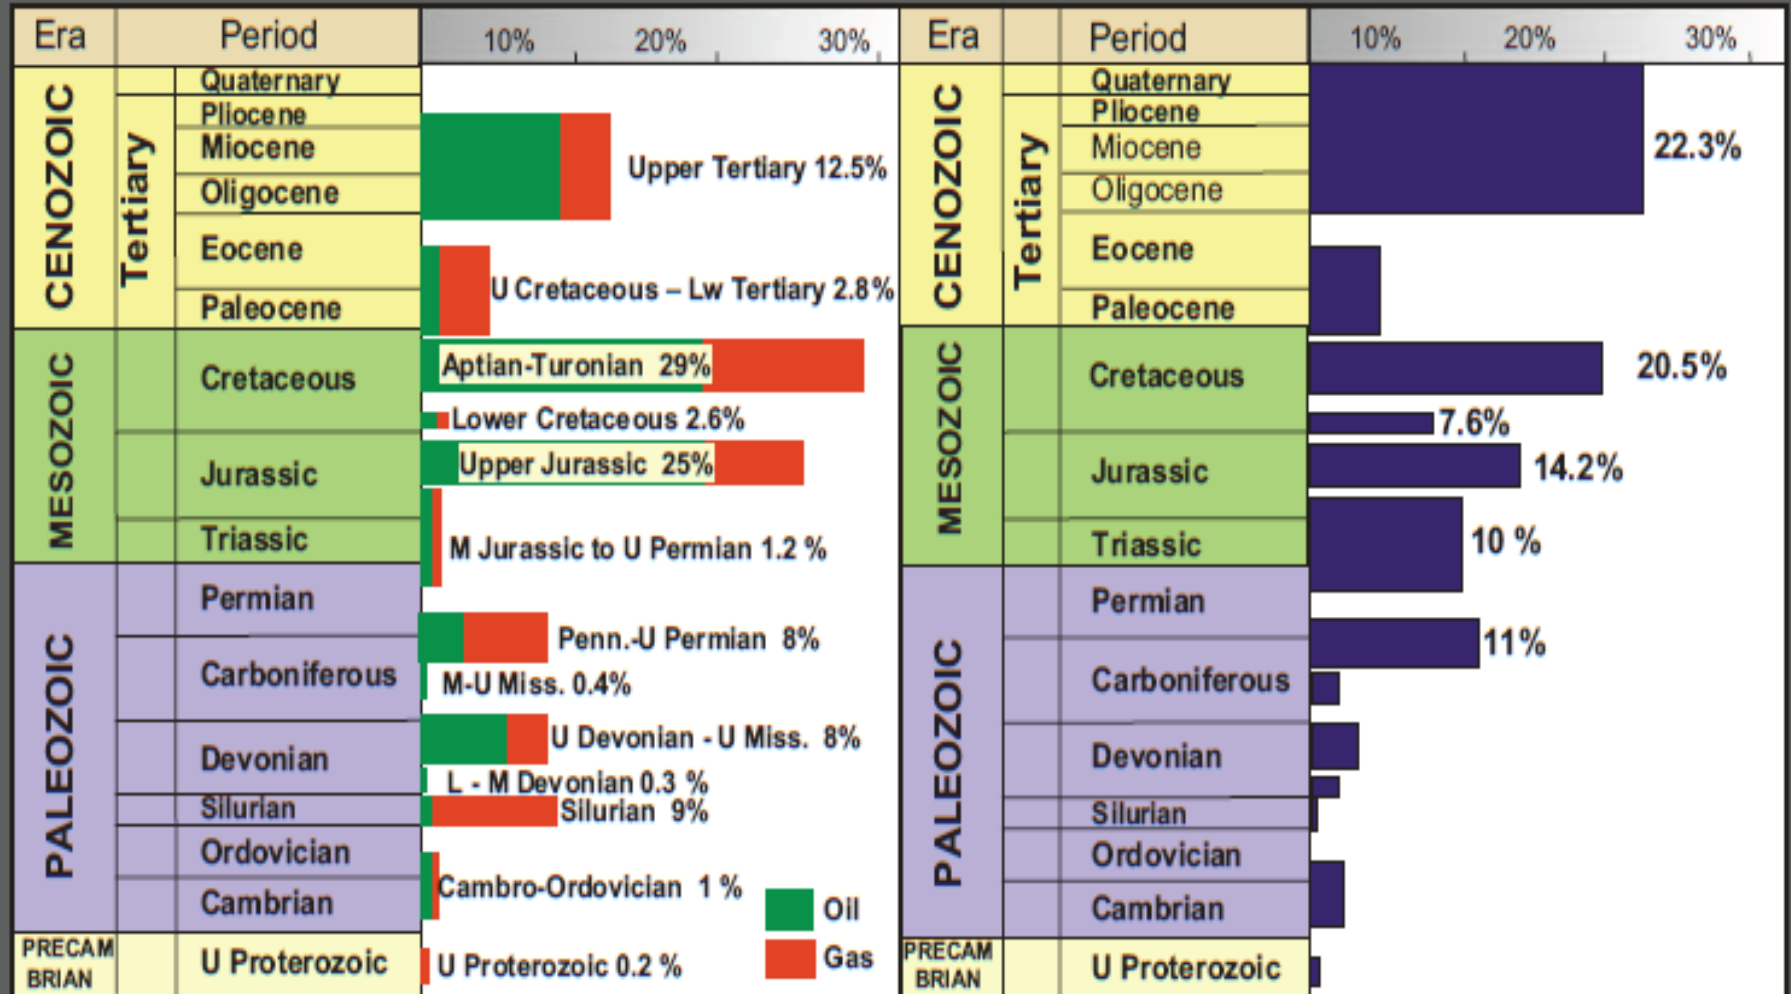 Era
Period
10%
20%
30%
CENOZOIC
Tertiary
Quaternary
Pliocene
Miocene
Oligocene
Eocene
Paleocene
Upper Tertiary 12.5%
U Cretaceous – Lw Tertiary 2.8%
MESOZOIC
Cretaceous
Jurassic
Triassic
Aptian-Turonian 29%
Lower Cretaceous 2.6%
Upper Jurassic 25%
M Jurassic to U Permian 1.2 %
PALEOZOIC
Permian
Carboniferous
Devonian
Silurian
Ordovician
Cambrian
Penn.-U Permian 8%
M-U Miss. 0.4%
U Devonian - U Miss. 8%
L - M Devonian 0.3 %
Silurian 9%
Cambro-Ordovician 1 %
PRECAM
BRIAN
U Proterozoic
U Proterozoic 0.2 %
Oil
Gas
Era
Period
10%
20%
30%
CENOZOIC
Tertiary
Quaternary
Pliocene
Miocene
Oligocene
Eocene
Paleocene
22.3%
MESOZOIC
Cretaceous
Jurassic
Triassic
20.5%
7.6%
14.2%
10 %
PALEOZOIC
Permian
Carboniferous
Devonian
Silurian
Ordovician
Cambrian
11%
PRECAM
BRIAN
U Proterozoic